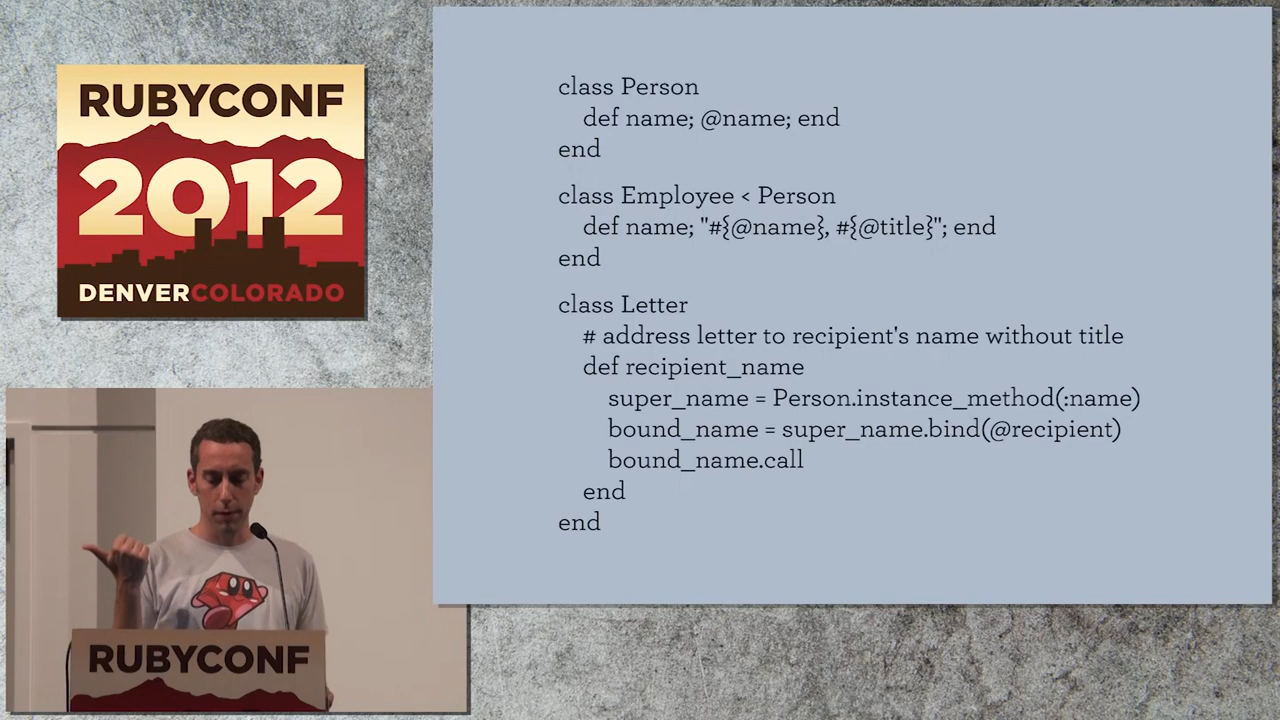 RUBYCONF
2012
DENVERCOLORADO
class Person
def name; @name; end
end
class Employee < Person
def name; "#{@name}, #{@title}"; end
end
class Letter
# address letter to recipient's name without title
def recipient_name
super_name = Person.instance_method(:name)
bound_name = super_name.bind(@recipient)
bound_name.call
end
end
RUBYCONF